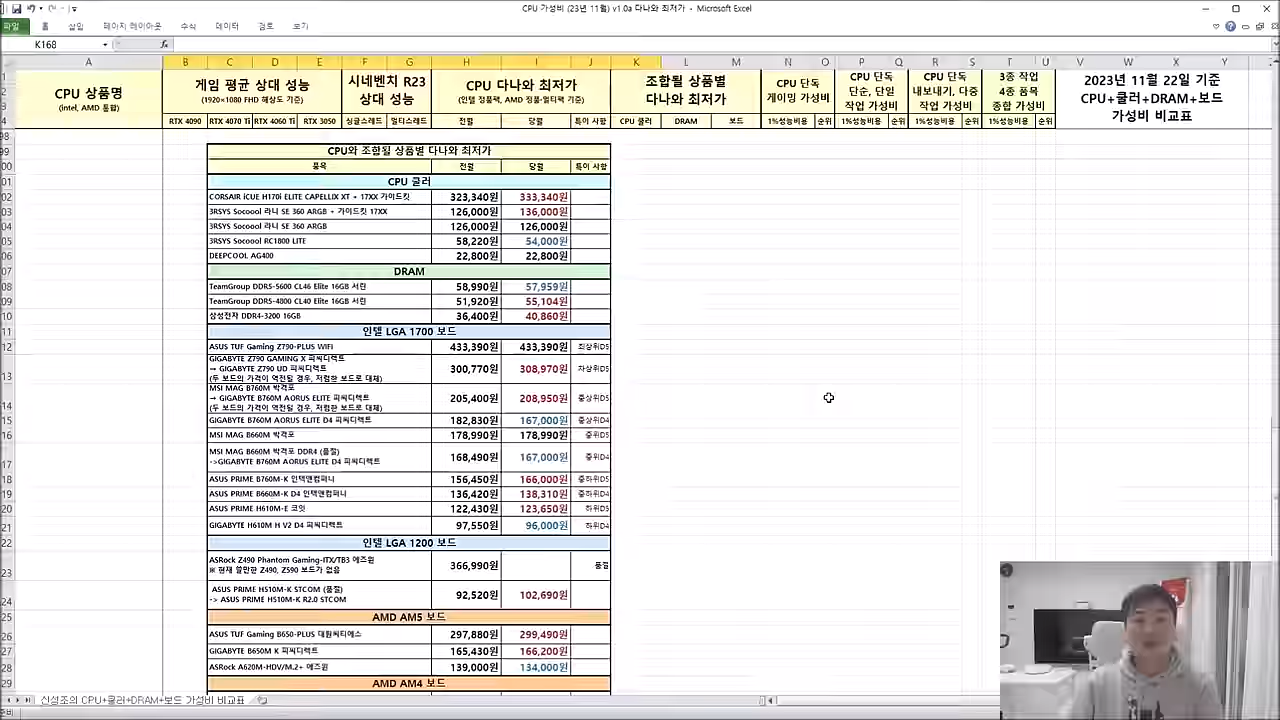 CPU 가성비 (23년 11월) v1.0a 다나와 최저가 - Microsoft Excel
파일 홈 삽입 페이지 레이아웃 수식 데이터 검토 보기
K168 fx
A B C D E F G H I J K L M N O P Q R S T U V W X Y
CPU 상품명
(intel, AMD 통합)
게임 평균 상대 성능
(1920×1080 FHD 해상도 기준)
RTX 4090 RTX 4070 Ti RTX 4060 Ti RTX 3050
시네벤치 R23
상대 성능
싱글스레드 멀티스레드
CPU 다나와 최저가
(인텔 정품팩, AMD 정품·멀티팩 기준)
전월 당월 특이 사항
조합될 상품별
다나와 최저가
CPU 쿨러 DRAM 보드
CPU 단독
게이밍 가성비
1%성능비용 순위
CPU 단독
단순, 단일
작업 가성비
1%성능비용 순위
CPU 단독
내보내기, 다중
작업 가성비
1%성능비용 순위
3종 작업
4종 품목
종합 가성비
1%성능비용 순위
2023년 11월 22일 기준
CPU+쿨러+DRAM+보드
가성비 비교표
CPU와 조합될 상품별 다나와 최저가
품목 전월 당월 특이 사항
CPU 쿨러
CORSAIR iCUE H170i ELITE CAPELLIX XT + 17XX 가이드킷 323,340원 333,340원
3RSYS Socoool 라니 SE 360 ARGB + 가이드킷 17XX 126,000원 136,000원
3RSYS Socoool 라니 SE 360 ARGB 126,000원 126,000원
3RSYS Socoool RC1800 LITE 58,220원 54,000원
DEEPCOOL AG400 22,800원 22,800원
DRAM
TeamGroup DDR5-5600 CL46 Elite 16GB 서린 58,990원 57,959원
TeamGroup DDR5-4800 CL40 Elite 16GB 서린 51,920원 55,104원
삼성전자 DDR4-3200 16GB 36,400원 40,860원
인텔 LGA 1700 보드
ASUS TUF Gaming Z790-PLUS WIFI 433,390원 433,390원 최상위D5
GIGABYTE Z790 GAMING X 피씨디렉트
→ GIGABYTE Z790 UD 피씨디렉트
(두 보드의 가격이 역전될 경우, 저렴한 보드로 대체) 300,770원 308,970원 차상위D5
MSI MAG B760M 박격포
→ GIGABYTE B760M AORUS ELITE 피씨디렉트
(두 보드의 가격이 역전될 경우, 저렴한 보드로 대체) 205,400원 208,950원 중상위D5
GIGABYTE B760M AORUS ELITE D4 피씨디렉트 182,830원 167,000원 중상위D4
MSI MAG B660M 박격포 178,990원 178,990원 중위D5
MSI MAG B660M 박격포 DDR4 (품절)
->GIGABYTE B760M AORUS ELITE D4 피씨디렉트 168,490원 167,000원 중위D4
ASUS PRIME B760M-K 인텍앤컴퍼니 156,450원 166,000원 중하위D5
ASUS PRIME B660M-K D4 인텍앤컴퍼니 136,420원 138,310원 중하위D4
ASUS PRIME H610M-E 코잇 122,430원 123,650원 하위D5
GIGABYTE H610M H V2 D4 피씨디렉트 97,550원 96,000원 하위D4
인텔 LGA 1200 보드
ASRock Z490 Phantom Gaming-ITX/TB3 에즈윈
※ 현재 쓸만한 Z490, Z590 보드가 없음 366,990원 품절
ASUS PRIME H510M-K STCOM (품절)
-> ASUS PRIME H510M-K R2.0 STCOM 92,520원 102,690원
AMD AM5 보드
ASUS TUF Gaming B650-PLUS 대원씨티에스 297,880원 299,490원
GIGABYTE B650M K 피씨디렉트 165,430원 166,200원
ASRock A620M-HDV/M.2+ 에즈윈 139,000원 134,000원
AMD AM4 보드
신성조의 CPU+쿨러+DRAM+보드 가성비 비교표